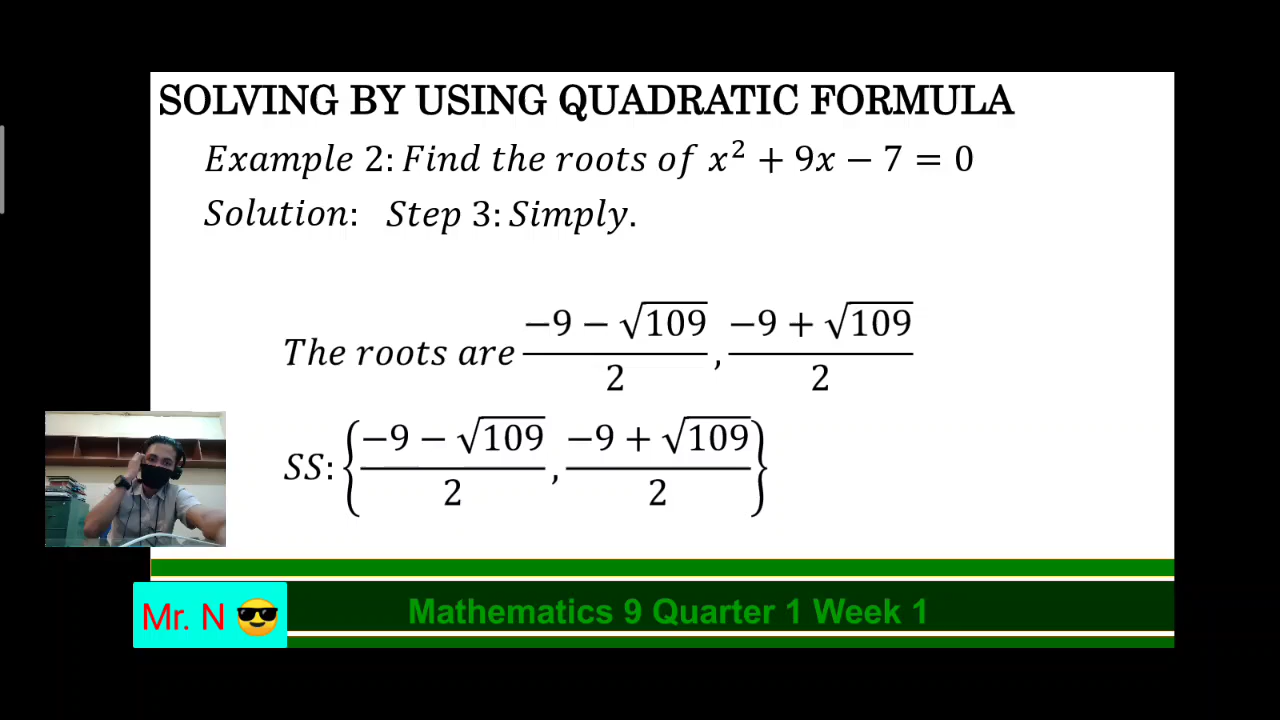 SOLVING BY USING QUADRATIC FORMULA
Example 2: Find the roots of x² + 9x − 7 = 0
Solution: Step 3: Simply.
The roots are (−9 − √109)/2 , (−9 + √109)/2
SS: {(−9 − √109)/2 , (−9 + √109)/2}
Mr. N 😎
Mathematics 9 Quarter 1 Week 1